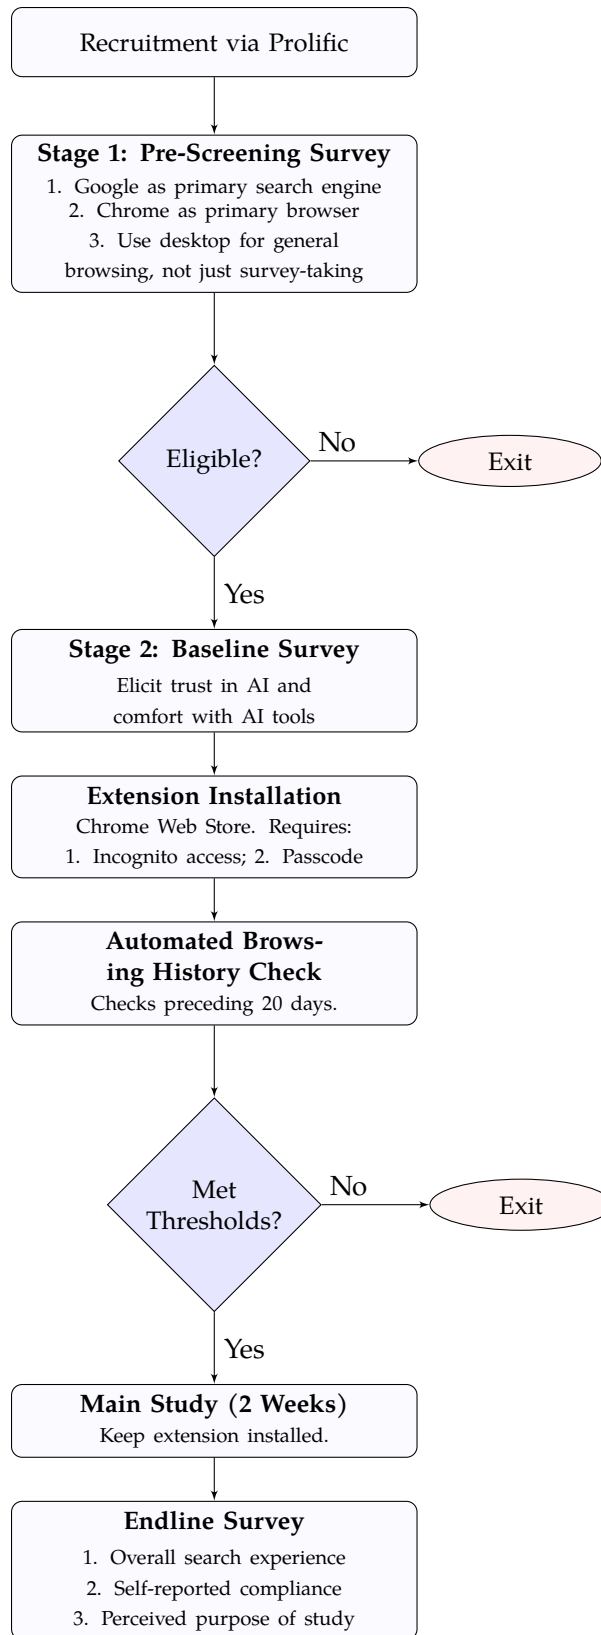 Recruitment via Prolific
Stage 1: Pre-Screening Survey
1. Google as primary search engine
2. Chrome as primary browser
3. Use desktop for general
browsing, not just survey-taking
Eligible?
No
Exit
Yes
Stage 2: Baseline Survey
Elicit trust in AI and
comfort with AI tools
Extension Installation
Chrome Web Store. Requires:
1. Incognito access; 2. Passcode
Automated Brows-
ing History Check
Checks preceding 20 days.
Met
Thresholds?
No
Exit
Yes
Main Study (2 Weeks)
Keep extension installed.
Endline Survey
1. Overall search experience
2. Self-reported compliance
3. Perceived purpose of study